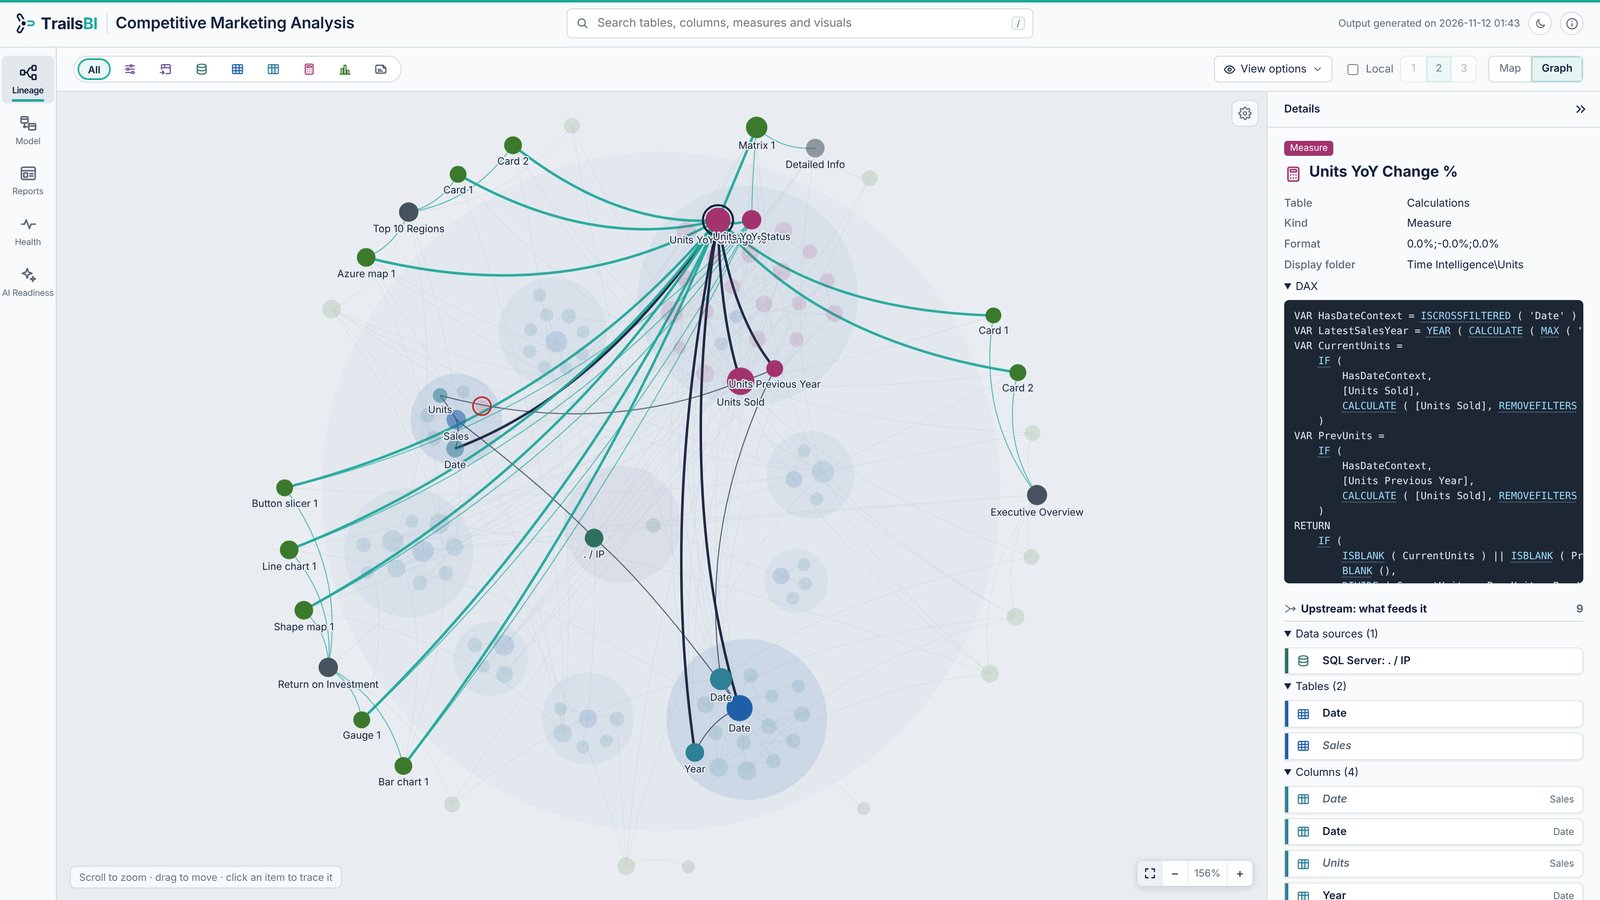 TrailsBI
Competitive Marketing Analysis
Search tables, columns, measures and visuals
/
Output generated on 2026-11-12 01:43
Lineage
Model
Reports
Health
AI Readiness
All
View options
Local
1
2
3
Map
Graph
Card 2
Matrix 1
Detailed Info
Card 1
Top 10 Regions
Units YoY Change %
Units YoY Status
Azure map 1
Card 1
Card 2
Units Previous Year
Units Sold
Units
Sales
Date
Button slicer 1
Executive Overview
. / IP
Line chart 1
Shape map 1
Return on Investment
Date
Date
Gauge 1
Year
Bar chart 1
Scroll to zoom · drag to move · click an item to trace it
− 156% +
Details
Measure
Units YoY Change %
Table Calculations
Kind Measure
Format 0.0%;-0.0%;0.0%
Display folder Time Intelligence\Units
DAX
VAR HasDateContext = ISCROSSFILTERED ( 'Date' )
VAR LatestSalesYear = YEAR ( CALCULATE ( MAX ( '
VAR CurrentUnits =
IF (
HasDateContext,
[Units Sold],
CALCULATE ( [Units Sold], REMOVEFILTERS
)
VAR PrevUnits =
IF (
HasDateContext,
[Units Previous Year],
CALCULATE ( [Units Sold], REMOVEFILTERS
)
RETURN
IF (
ISBLANK ( CurrentUnits ) || ISBLANK ( Pr
BLANK (),
Upstream: what feeds it 9
Data sources (1)
SQL Server: . / IP
Tables (2)
Date
Sales
Columns (4)
Date Sales
Date Date
Units Sales
Year Date